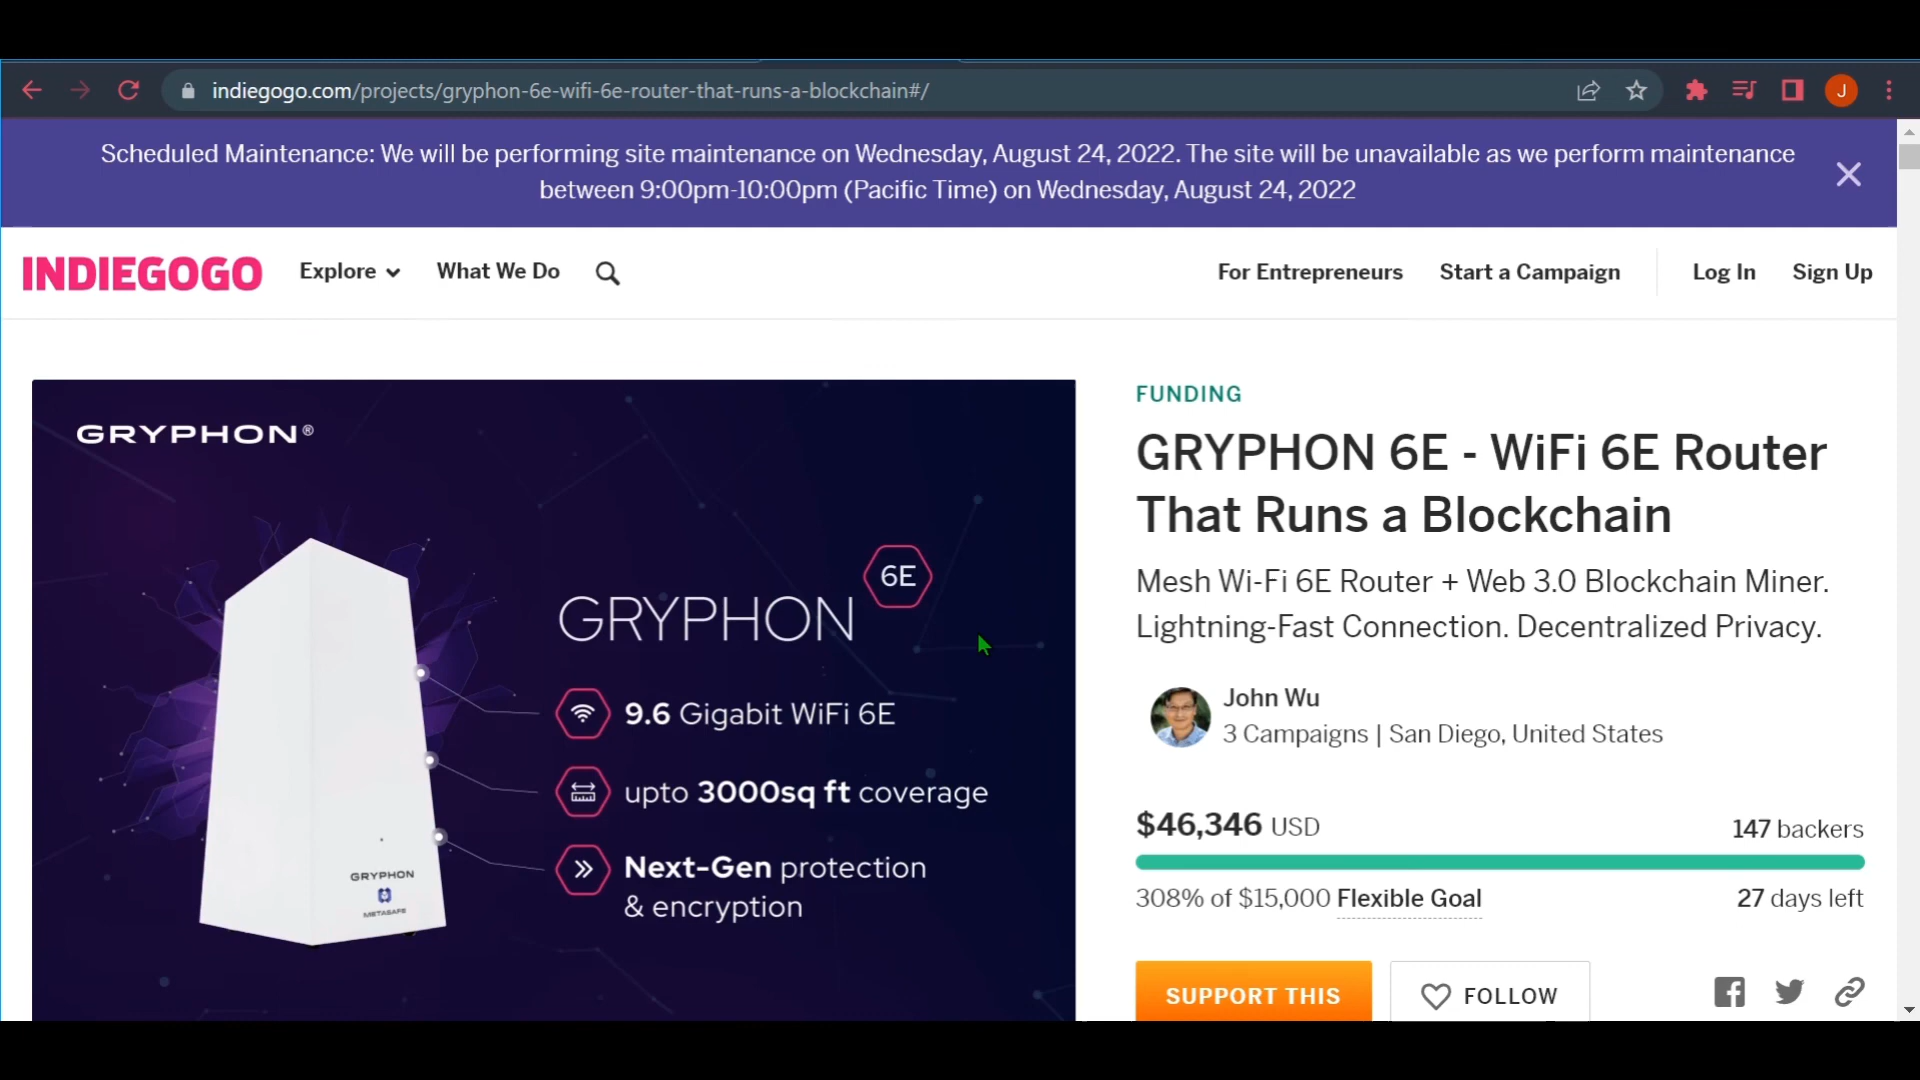 indiegogo.com/projects/gryphon-6e-wifi-6e-router-that-runs-a-blockchain#/
J
Scheduled Maintenance: We will be performing site maintenance on Wednesday, August 24, 2022. The site will be unavailable as we perform maintenance
between 9:00pm-10:00pm (Pacific Time) on Wednesday, August 24, 2022
INDIEGOGO
Explore
What We Do
For Entrepreneurs
Start a Campaign
Log In
Sign Up
GRYPHON®
GRYPHON 6E
9.6 Gigabit WiFi 6E
upto 3000sq ft coverage
Next-Gen protection
& encryption
GRYPHON
METASAFE
FUNDING
GRYPHON 6E - WiFi 6E Router
That Runs a Blockchain
Mesh Wi-Fi 6E Router + Web 3.0 Blockchain Miner.
Lightning-Fast Connection. Decentralized Privacy.
John Wu
3 Campaigns | San Diego, United States
$46,346 USD
147 backers
308% of $15,000 Flexible Goal
27 days left
SUPPORT THIS
FOLLOW